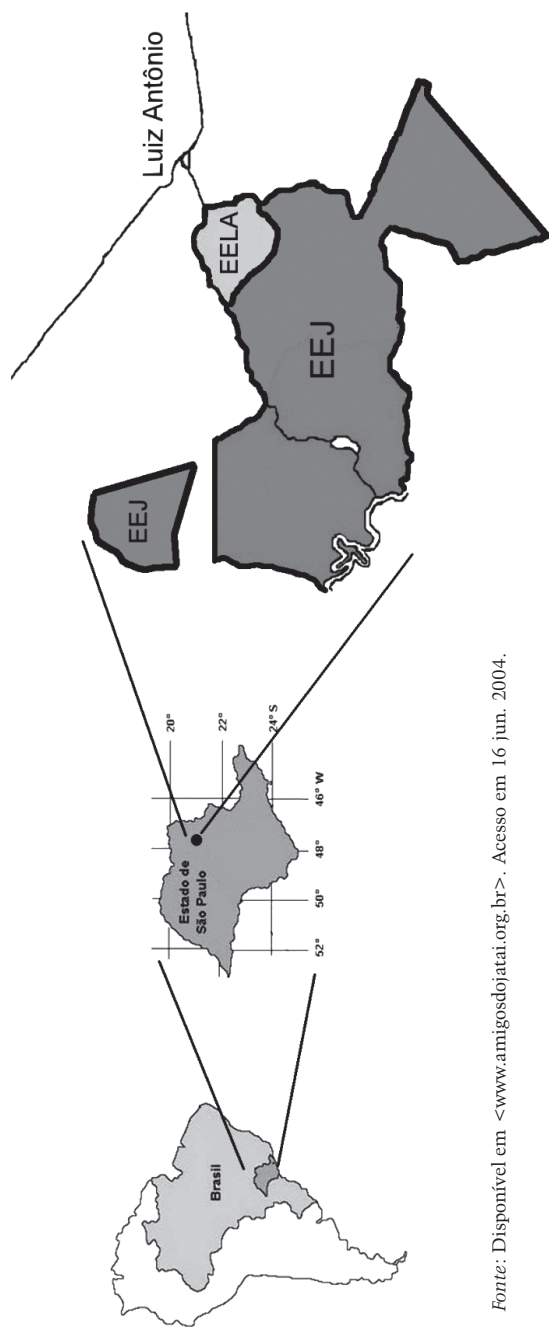 Brasil
Estado de
São Paulo
20°
22°
24° S
52°
50°
48°
46° W
EEJ
EEJ
EELA
Luiz Antônio
Fonte: Disponível em <www.amigosdojatai.org.br>. Acesso em 16 jun. 2004.